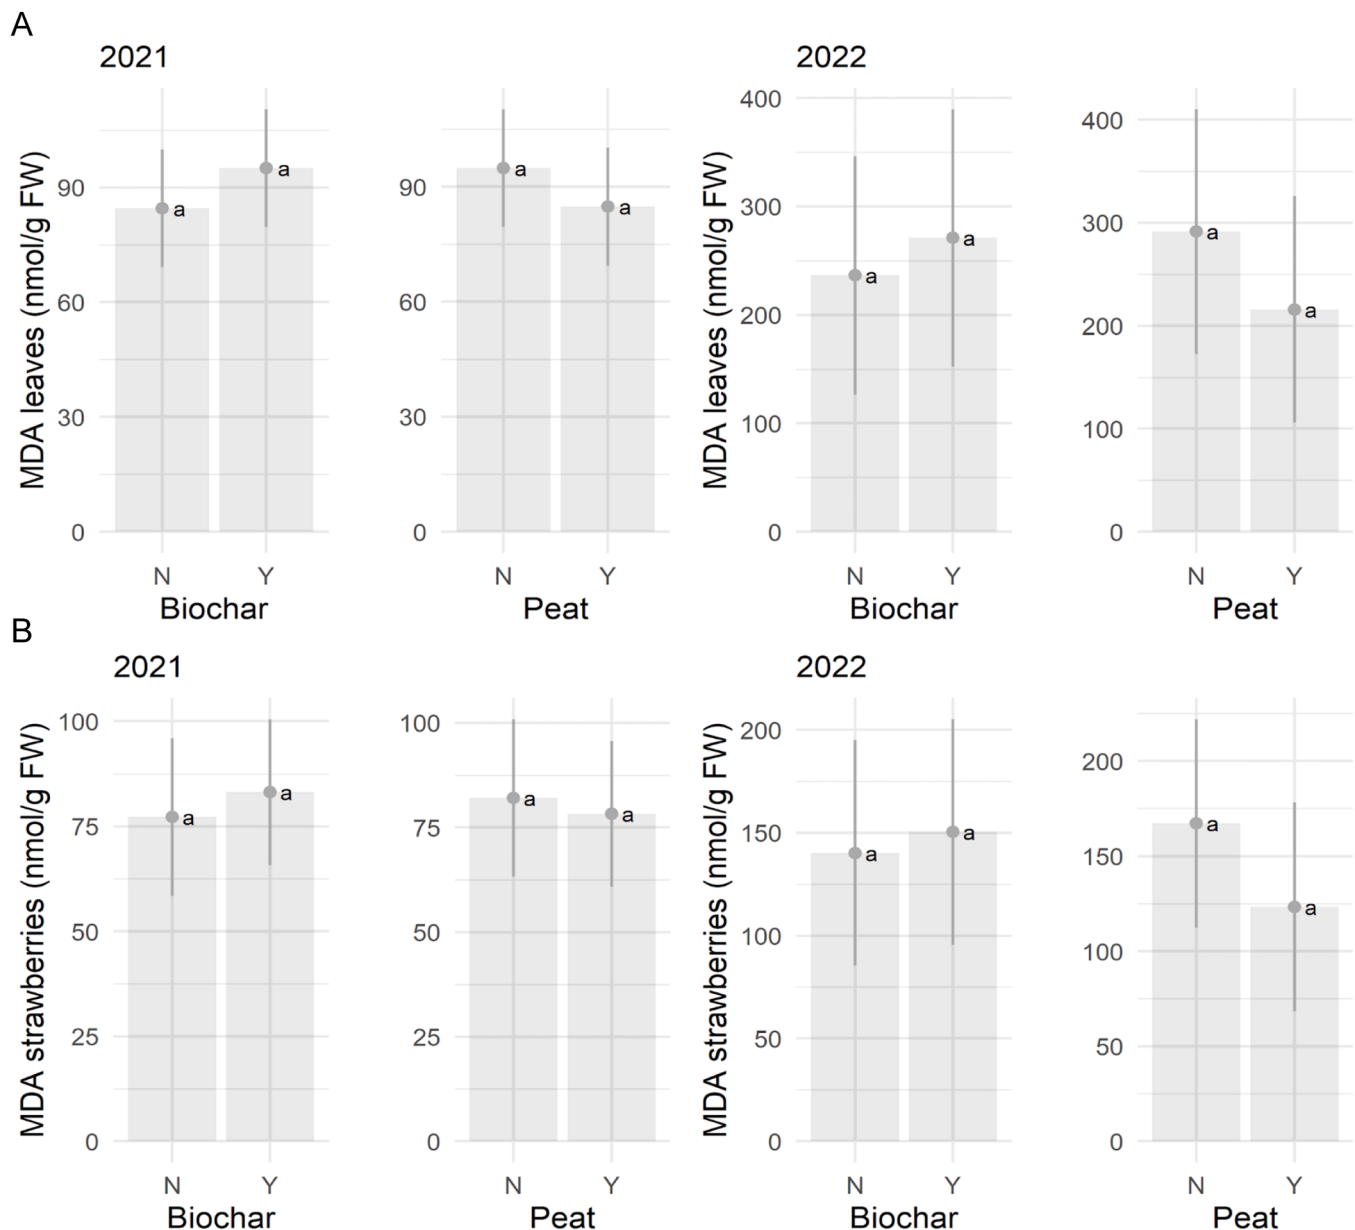 A
2021
2022
MDA leaves (nmol/g FW)
90
60
30
0
a
a
N
Y
Biochar
90
60
30
0
a
a
N
Y
Peat
MDA leaves (nmol/g FW)
400
300
200
100
0
a
a
N
Y
Biochar
400
300
200
100
0
a
a
N
Y
Peat
B
2021
2022
MDA strawberries (nmol/g FW)
100
75
50
25
0
a
a
N
Y
Biochar
100
75
50
25
0
a
a
N
Y
Peat
MDA strawberries (nmol/g FW)
200
150
100
50
0
a
a
N
Y
Biochar
200
150
100
50
0
a
a
N
Y
Peat